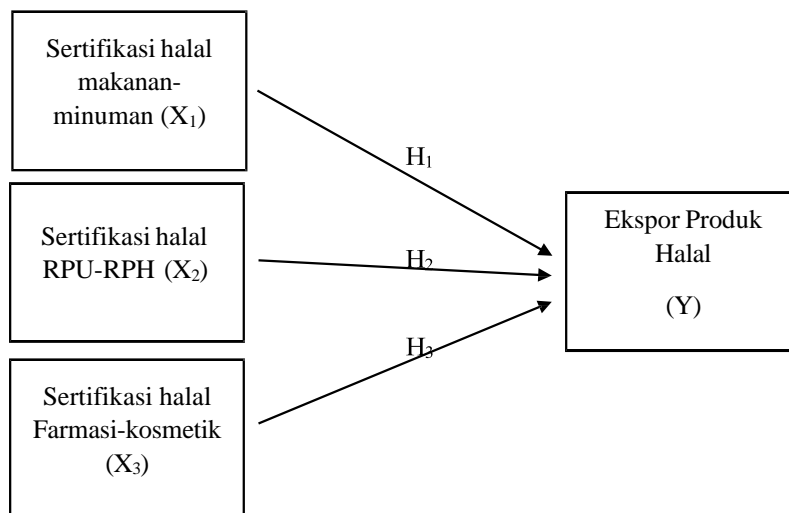 Sertifikasi halal
makanan-
minuman (X₁)
H₁
Sertifikasi halal
RPU-RPH (X₂)
H₂
Sertifikasi halal
Farmasi-kosmetik
(X₃)
H₃
Ekspor Produk
Halal
(Y)